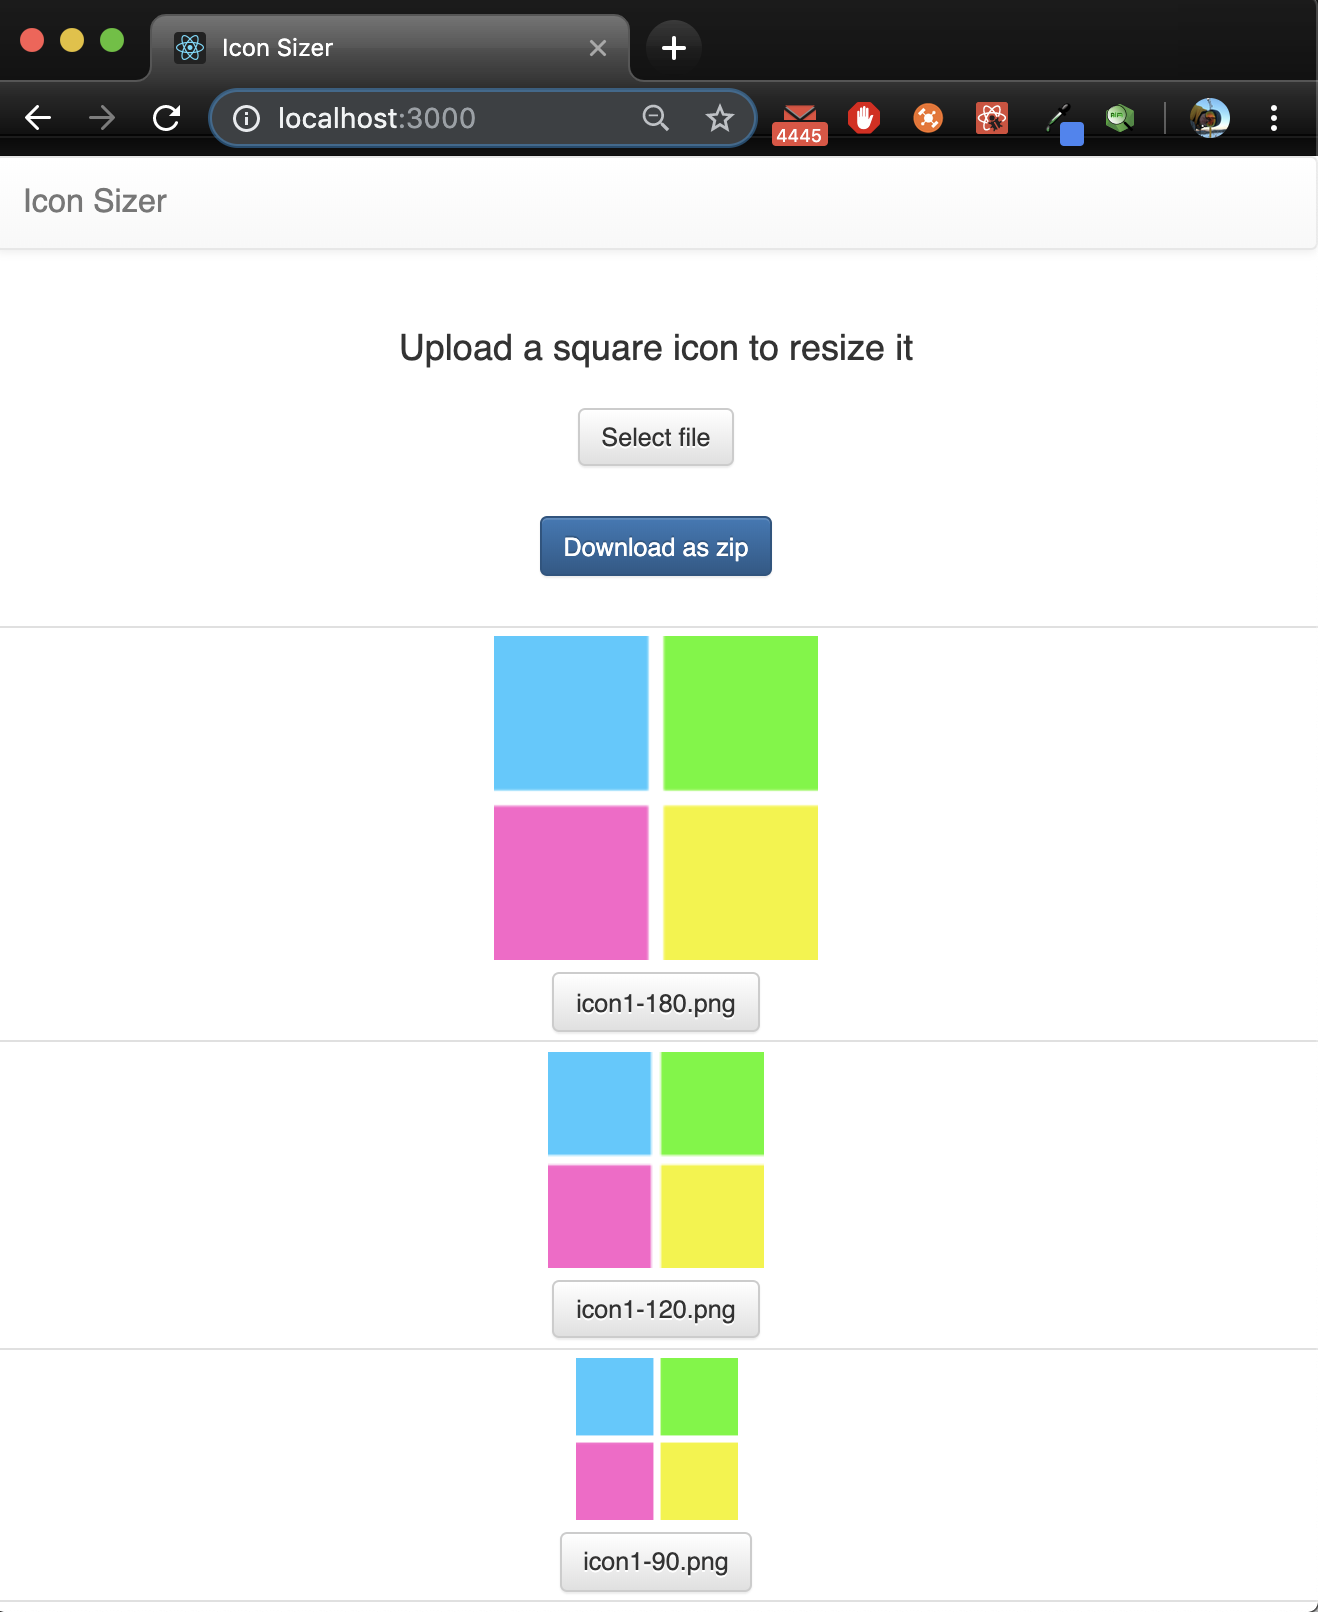 Icon Sizer
localhost:3000
4445
Icon Sizer
Upload a square icon to resize it
Select file
Download as zip
icon1-180.png
icon1-120.png
icon1-90.png